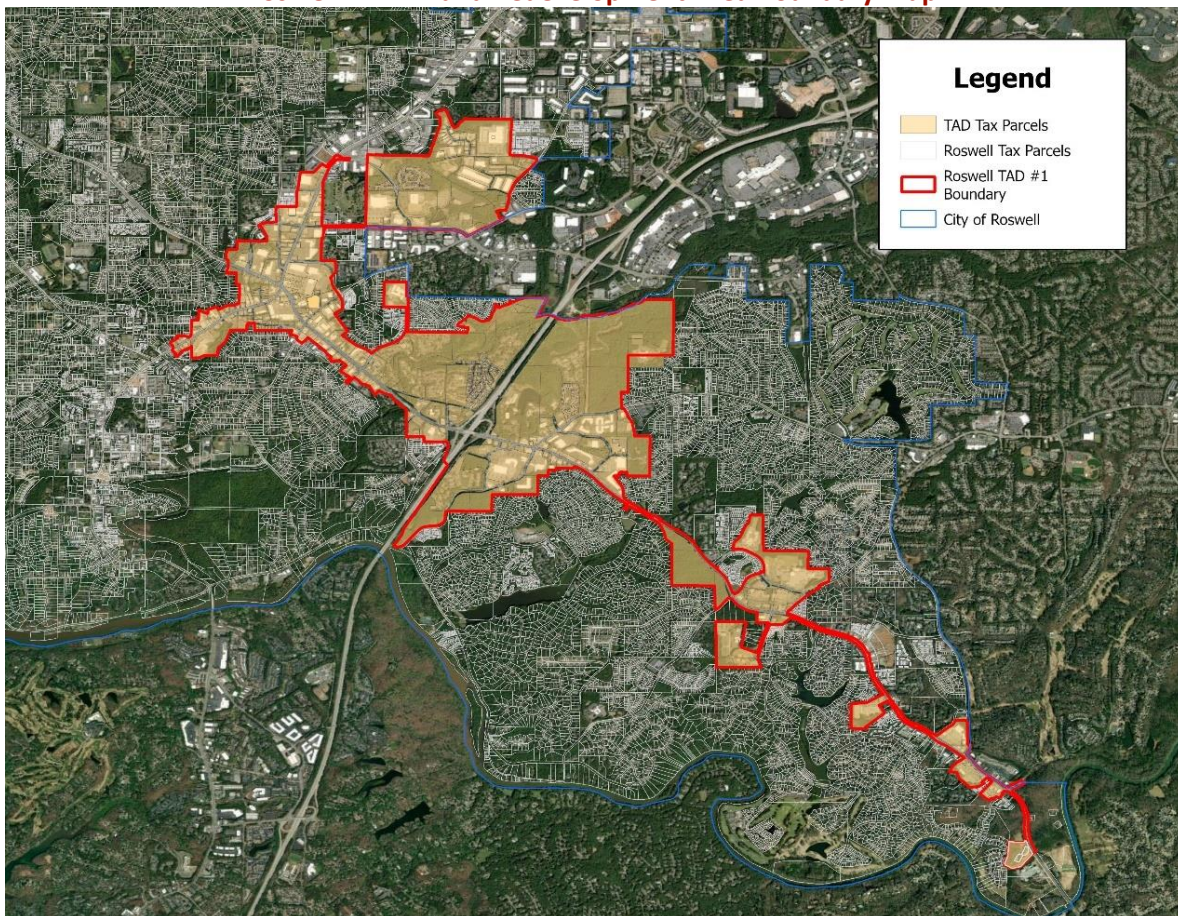 Legend
TAD Tax Parcels
Roswell Tax Parcels
Roswell TAD #1
Boundary
City of Roswell